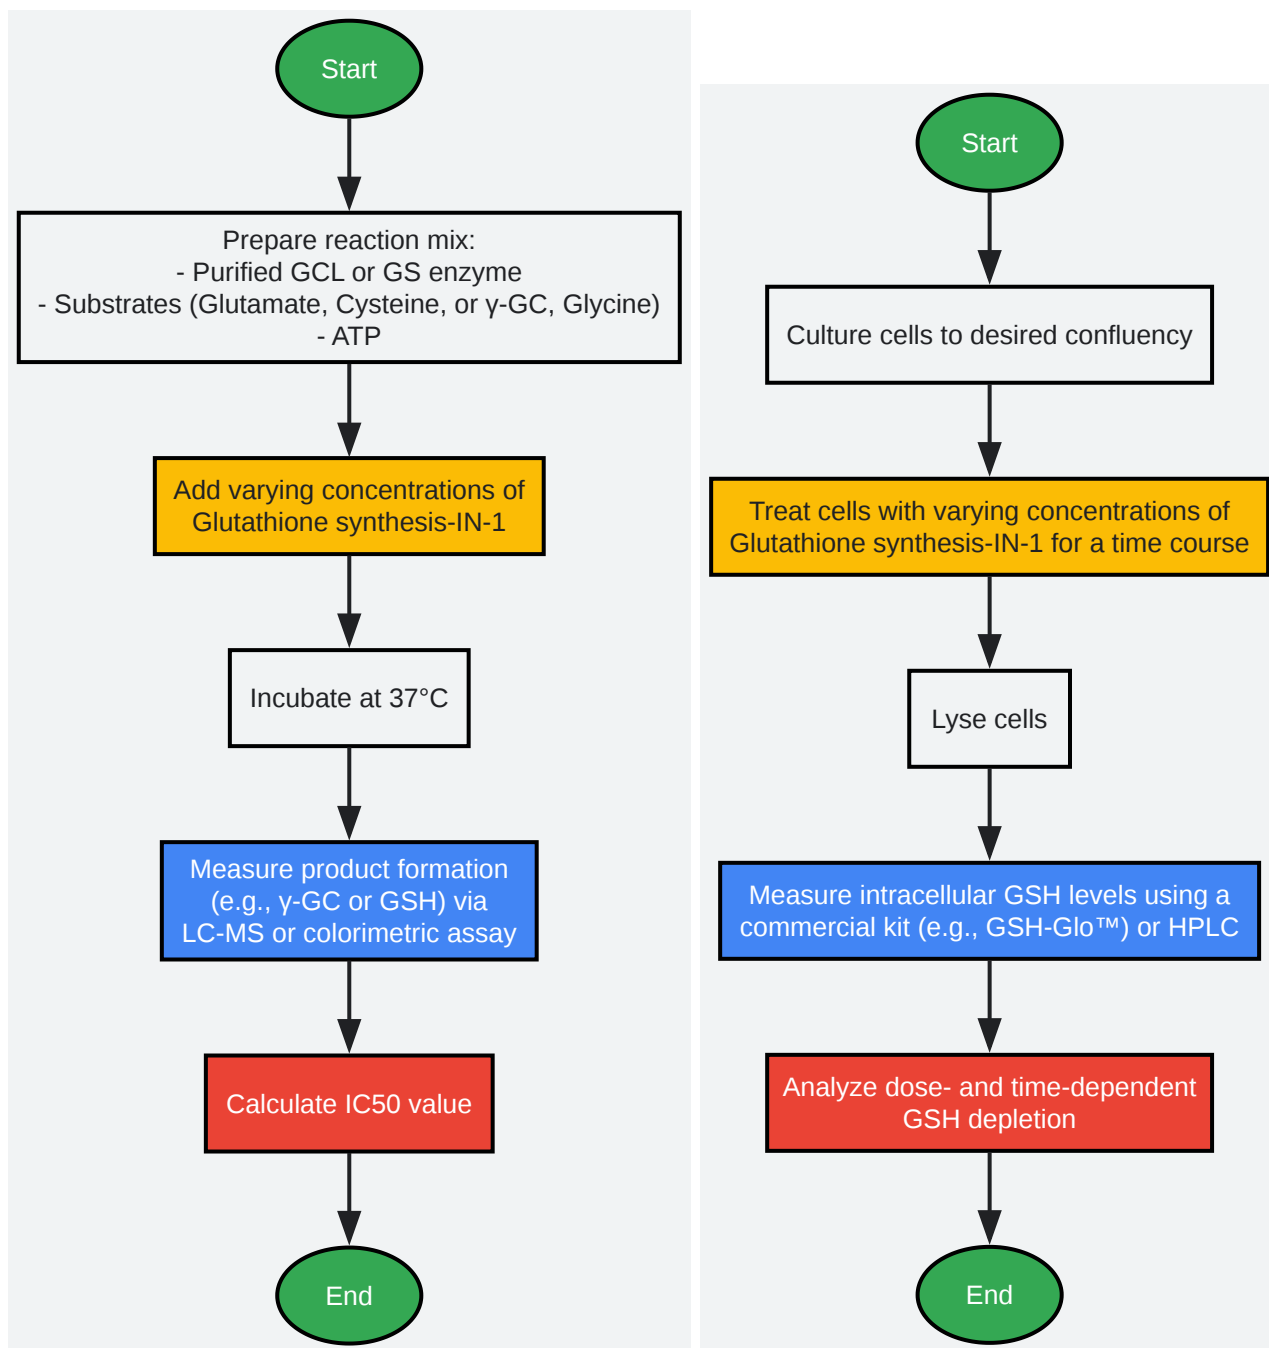 Start
Prepare reaction mix:
- Purified GCL or GS enzyme
- Substrates (Glutamate, Cysteine, or γ-GC, Glycine)
- ATP
Add varying concentrations of
Glutathione synthesis-IN-1
Incubate at 37°C
Measure product formation
(e.g., γ-GC or GSH) via
LC-MS or colorimetric assay
Calculate IC50 value
End
Start
Culture cells to desired confluency
Treat cells with varying concentrations of
Glutathione synthesis-IN-1 for a time course
Lyse cells
Measure intracellular GSH levels using a
commercial kit (e.g., GSH-Glo™) or HPLC
Analyze dose- and time-dependent
GSH depletion
End